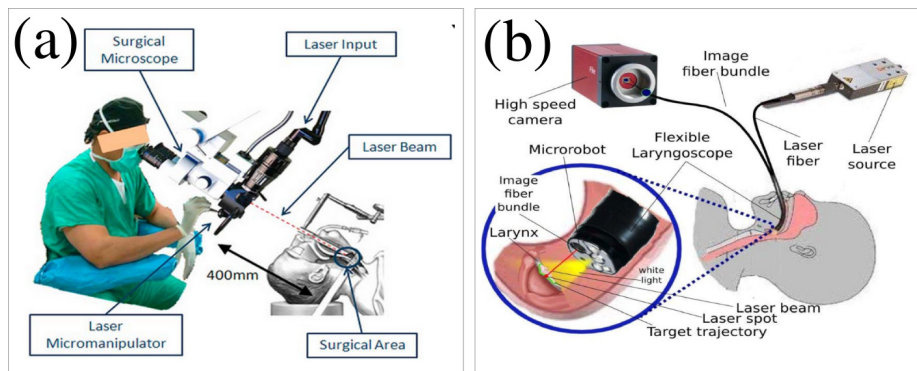 (a)
Surgical
Microscope
Laser Input
Laser Beam
400mm
Laser
Micromanipulator
Surgical Area
(b)
Image
fiber bundle
High speed
camera
Laser
fiber
Laser
source
Microrobot
Flexible
Laryngoscope
Image fiber
bundle
Larynx
white
light
Laser beam
Laser spot
Target trajectory